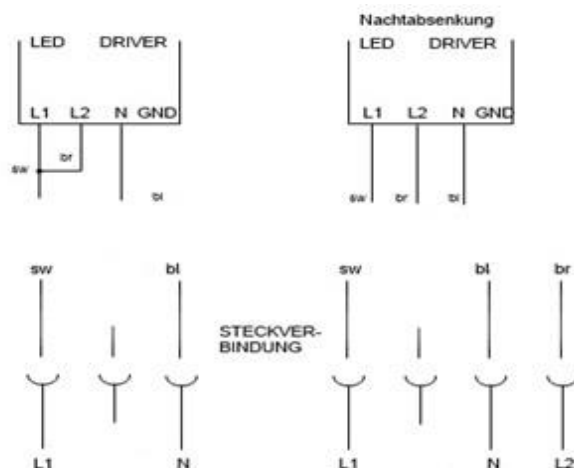 Nachtabsenkung
LED DRIVER
L1 L2 N GND
sw br bl
LED DRIVER
L1 L2 N GND
sw br bl
sw bl
STECKVER-
BINDUNG
L1 N
sw bl br
L1 N L2